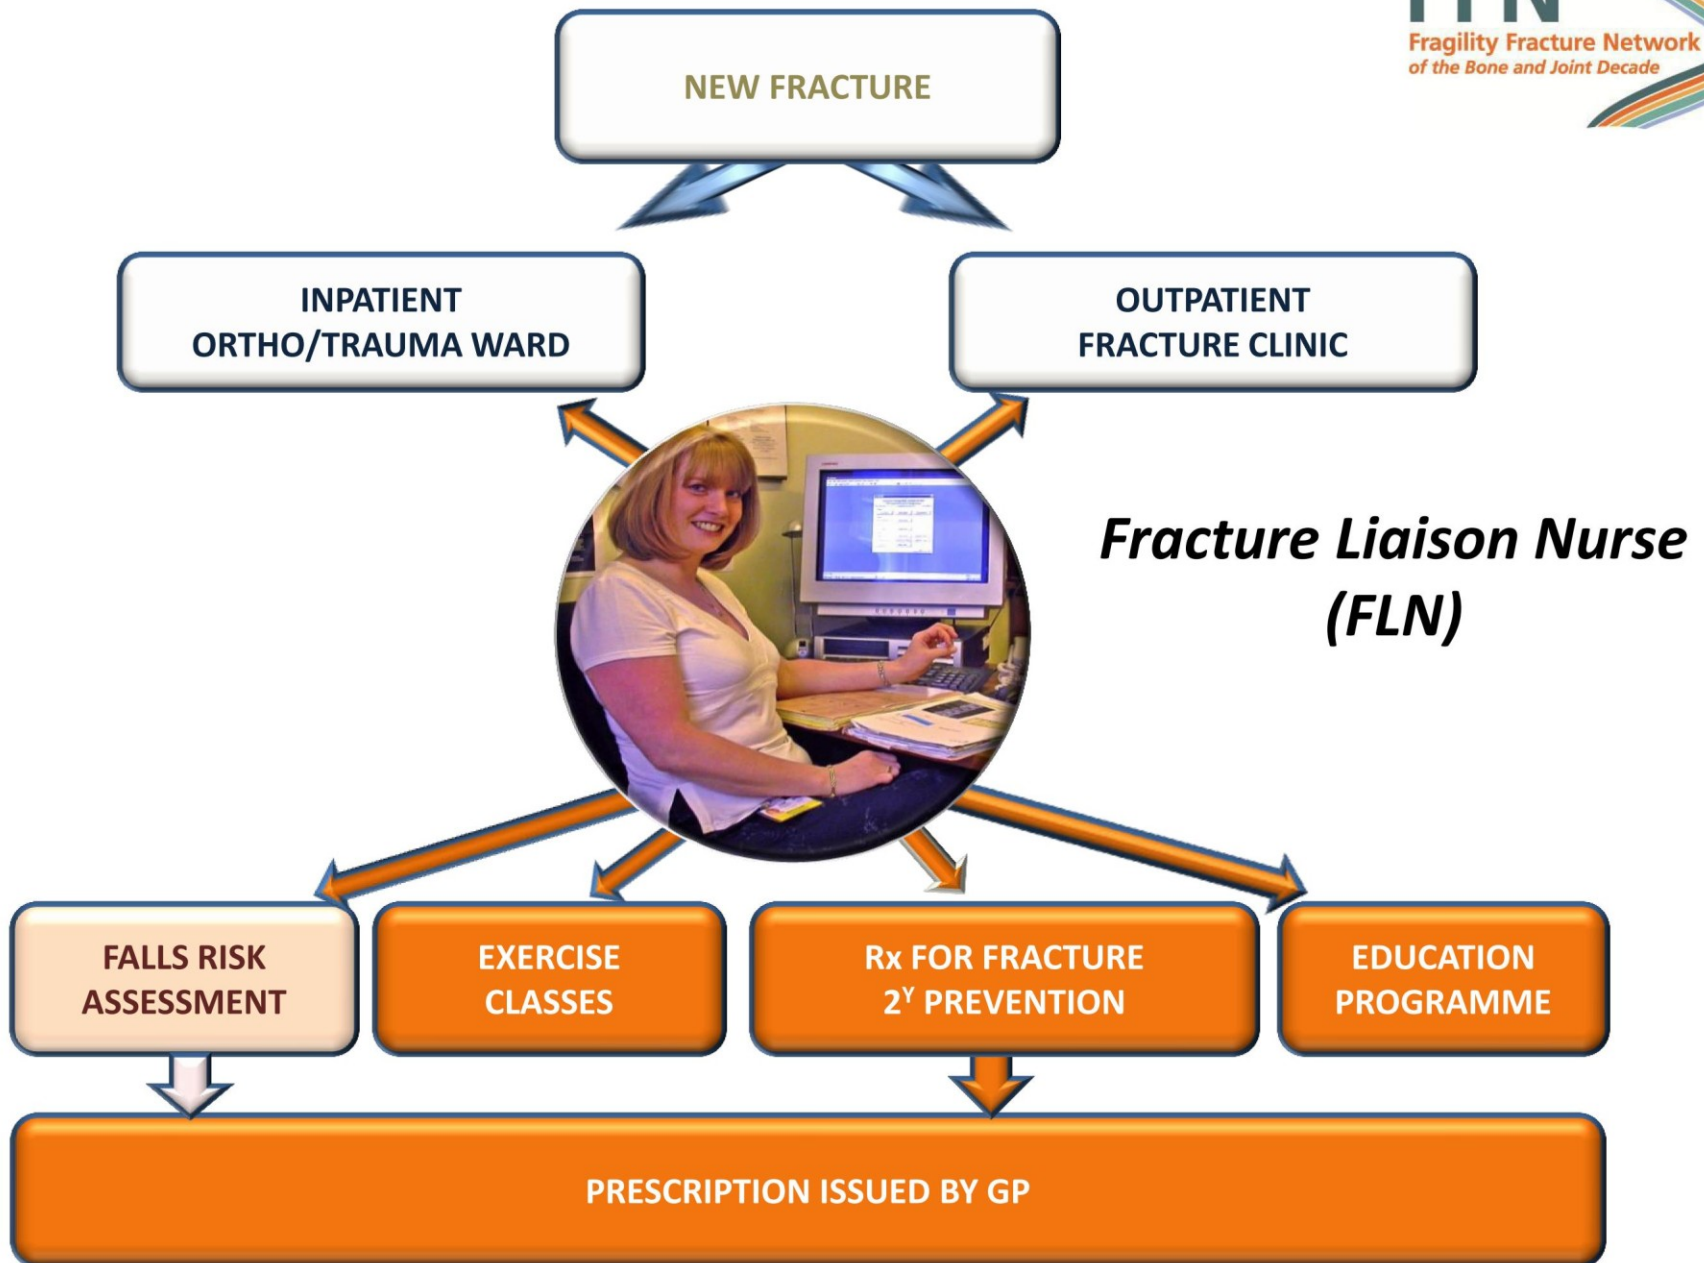 Fragility Fracture Network
of the Bone and Joint Decade
NEW FRACTURE
INPATIENT
ORTHO/TRAUMA WARD
OUTPATIENT
FRACTURE CLINIC
Fracture Liaison Nurse
(FLN)
FALLS RISK
ASSESSMENT
EXERCISE
CLASSES
Rx FOR FRACTURE
2ʸ PREVENTION
EDUCATION
PROGRAMME
PRESCRIPTION ISSUED BY GP